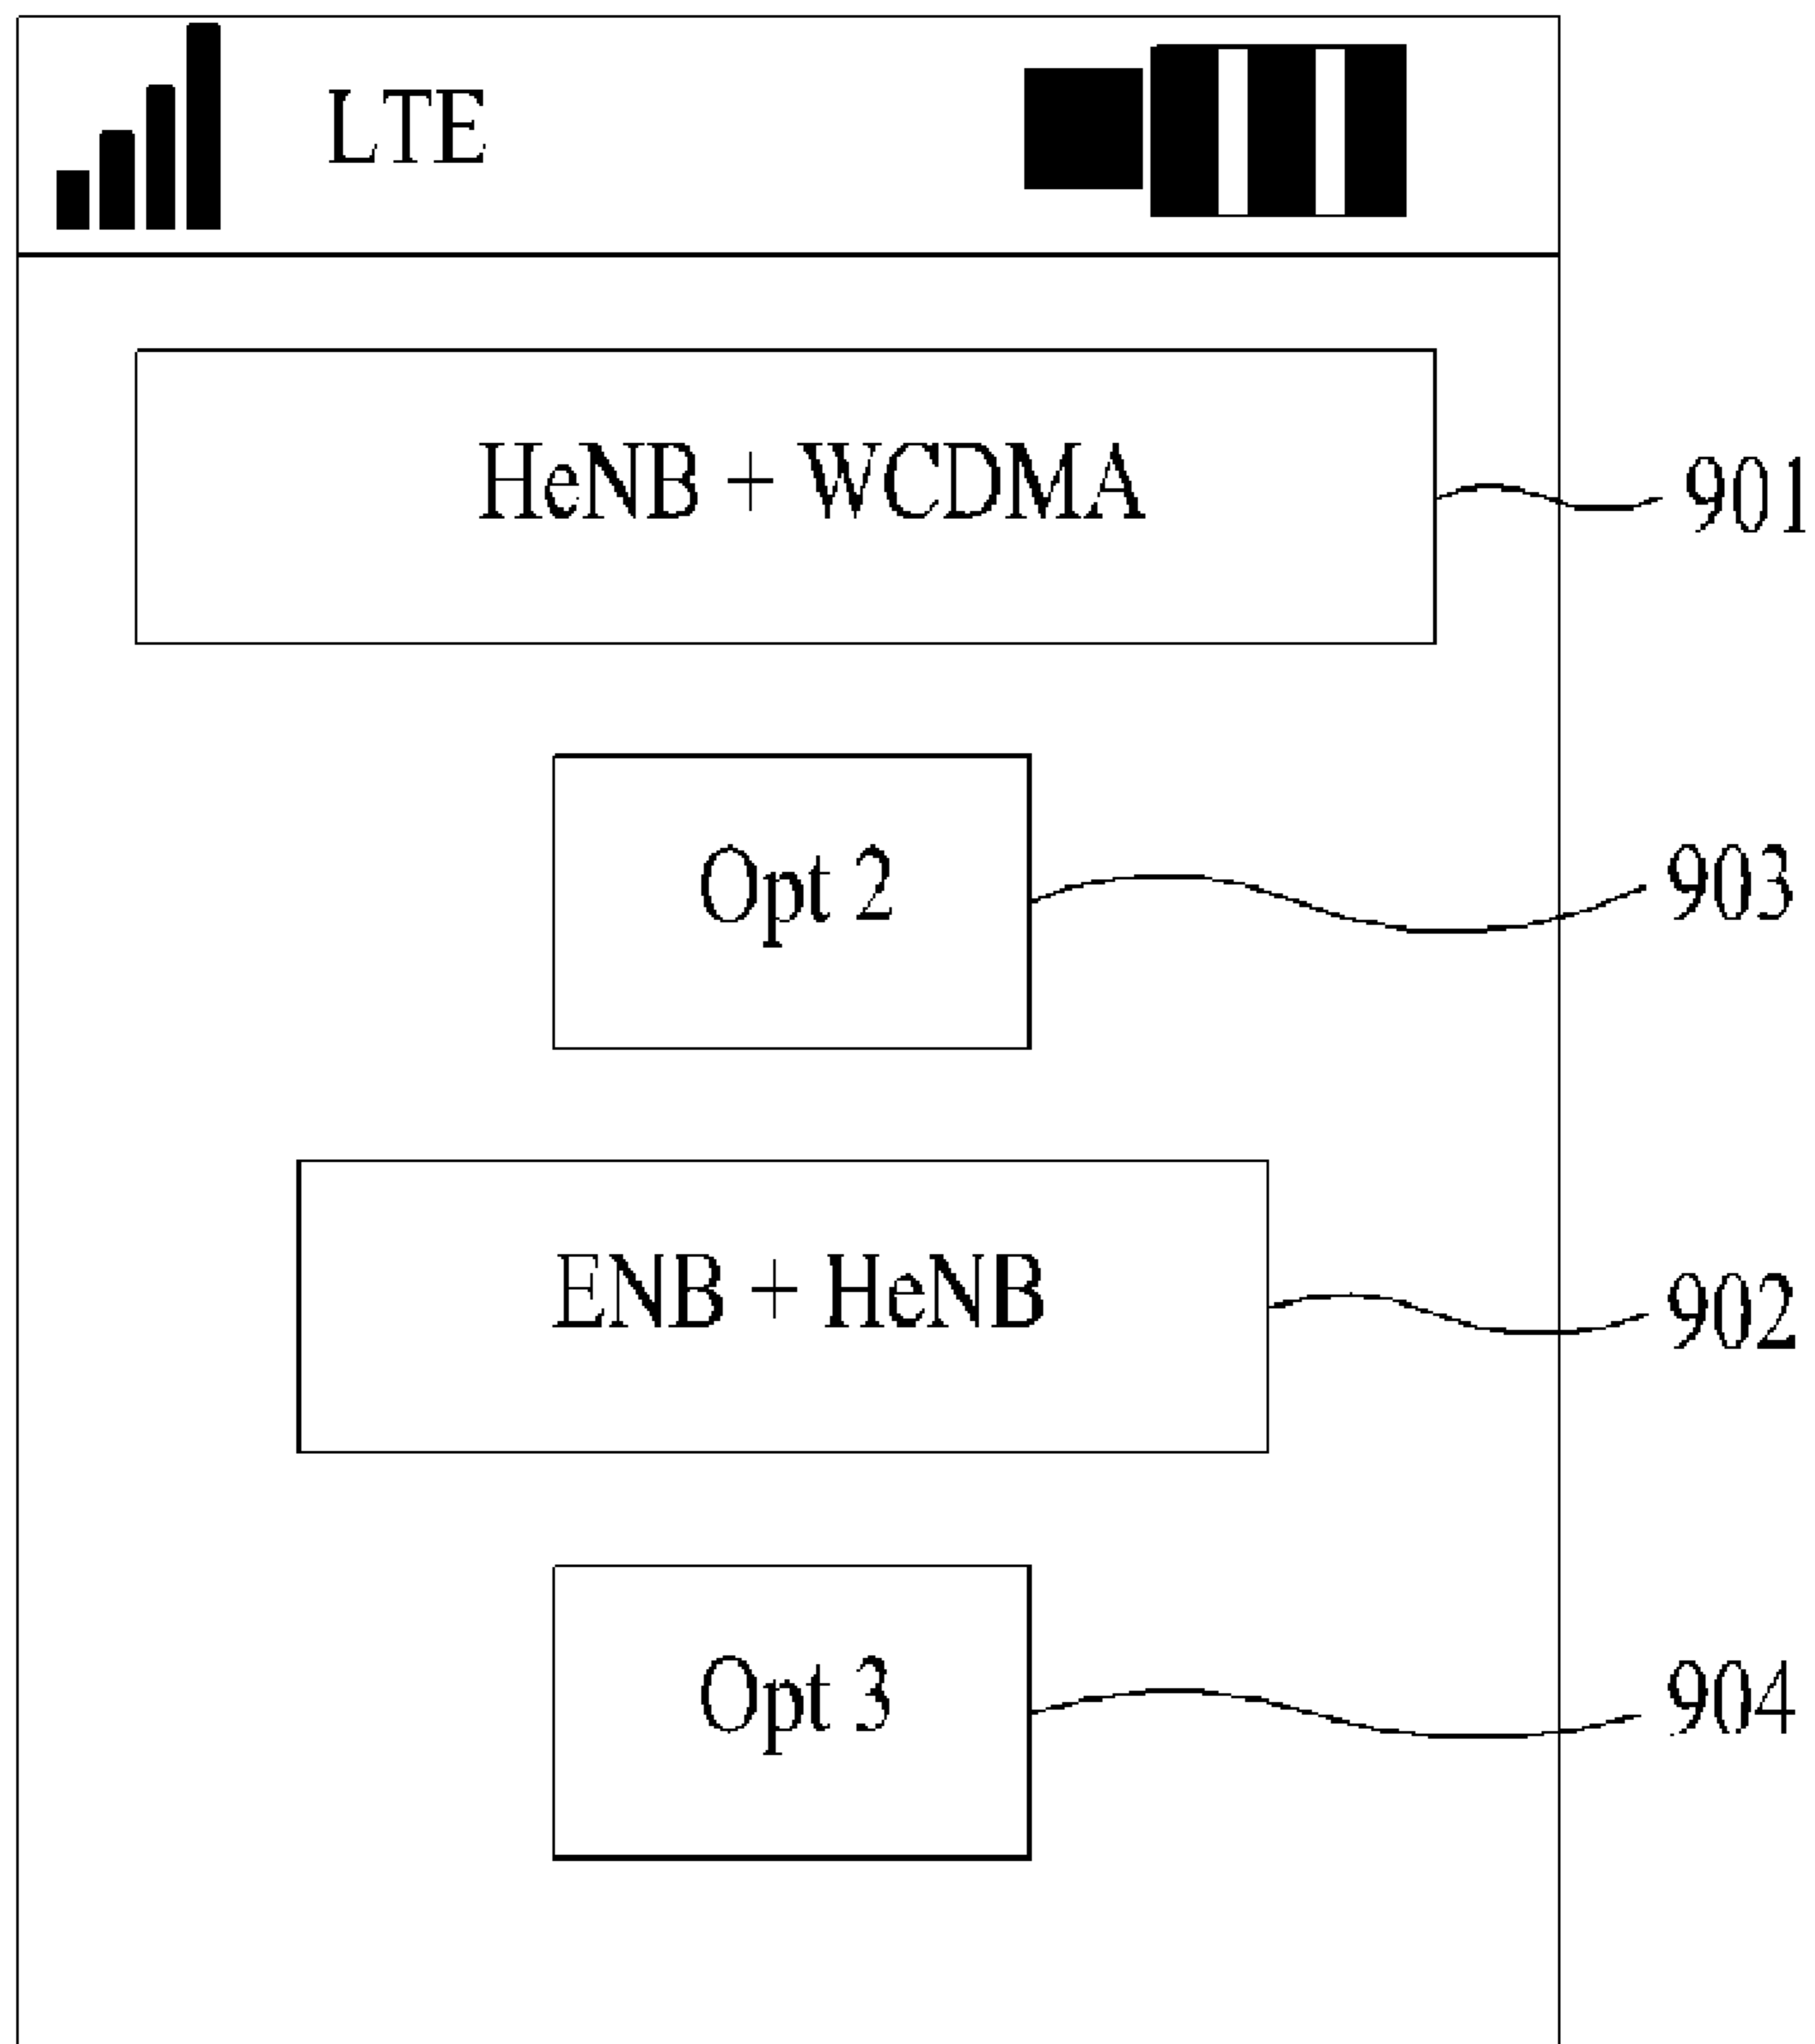 LTE
HeNB + WCDMA
901
Opt 2
903
ENB + HeNB
902
Opt 3
904